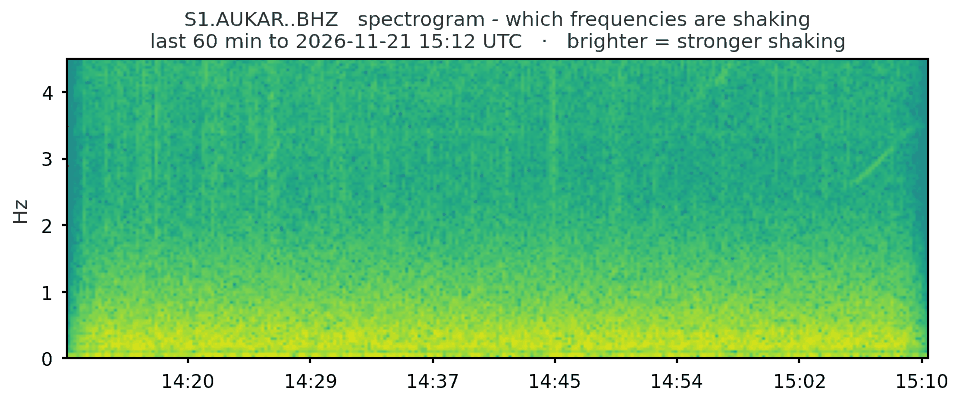 S1.AUKAR..BHZ   spectrogram - which frequencies are shaking
last 60 min to 2026-11-21 15:12 UTC   ·   brighter = stronger shaking
4
3
Hz
2
1
0
14:20 14:29 14:37 14:45 14:54 15:02 15:10